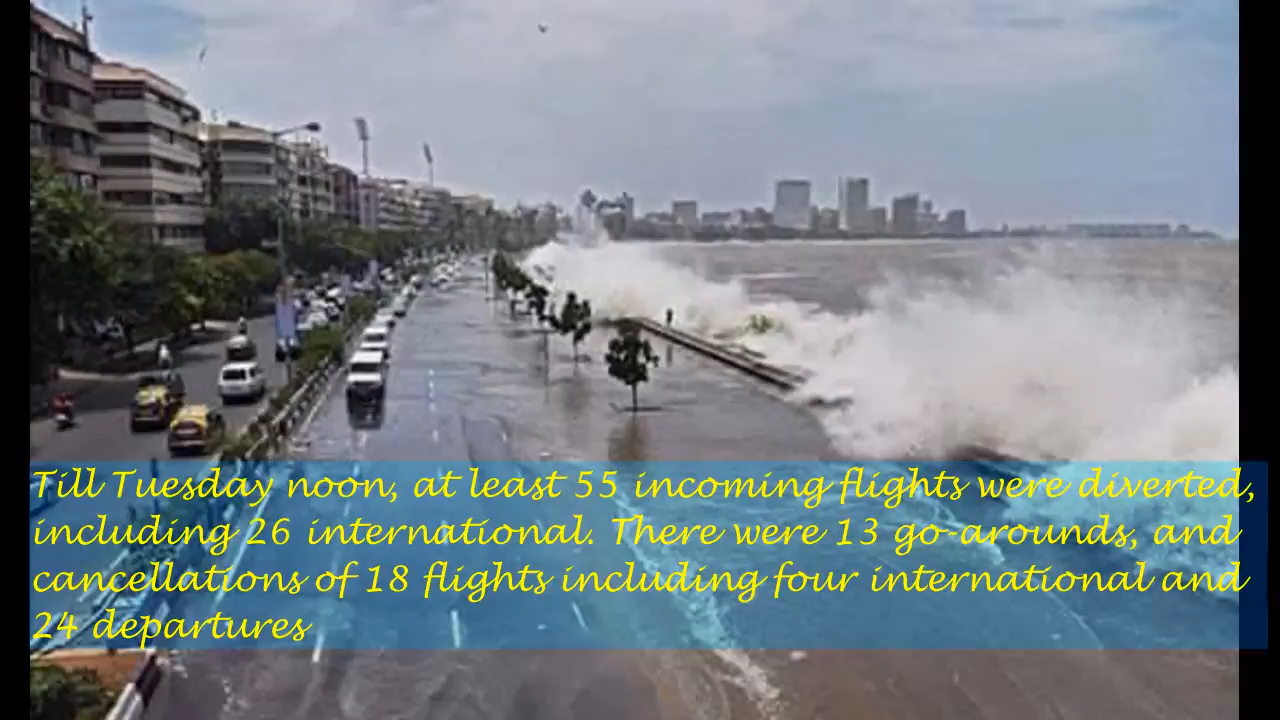 Till Tuesday noon, at least 55 incoming flights were diverted,
including 26 international. There were 13 go-arounds, and
cancellations of 18 flights including four international and
24 departures